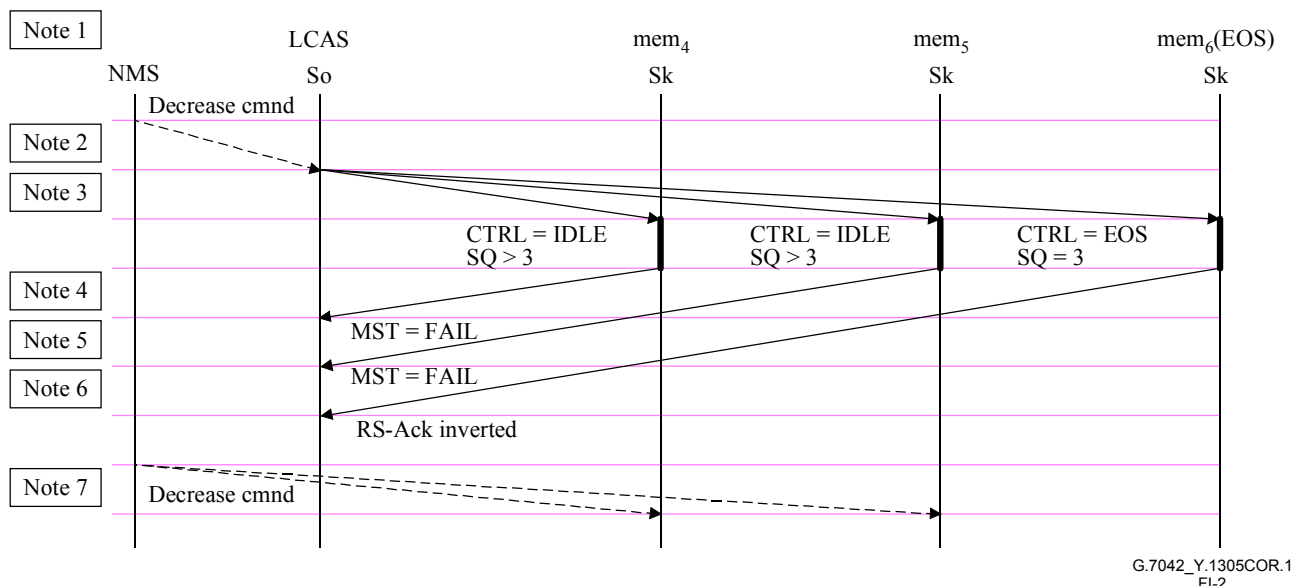 Note 1
LCAS
mem4
mem5
mem6(EOS)
NMS
So
Sk
Sk
Sk
Decrease cmnd
Note 2
Note 3
CTRL = IDLE
SQ > 3
CTRL = IDLE
SQ > 3
CTRL = EOS
SQ = 3
Note 4
MST = FAIL
Note 5
MST = FAIL
Note 6
RS-Ack inverted
Note 7
Decrease cmnd
G.7042_Y.1305COR.1
FI-2